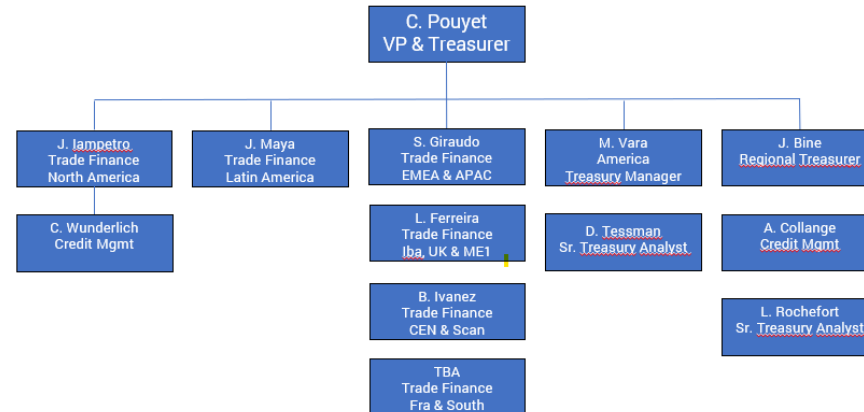 C. Pouyet
VP & Treasurer
J. Iampetro
Trade Finance
North America
J. Maya
Trade Finance
Latin America
S. Giraudo
Trade Finance
EMEA & APAC
M. Vara
America
Treasury Manager
J. Bine
Regional Treasurer
C. Wunderlich
Credit Mgmt
L. Ferreira
Trade Finance
Iba, UK & ME1
D. Tessman
Sr. Treasury Analyst
A. Collange
Credit Mgmt
B. Ivanez
Trade Finance
CEN & Scan
L. Rochefort
Sr. Treasury Analyst
TBA
Trade Finance
Fra & South